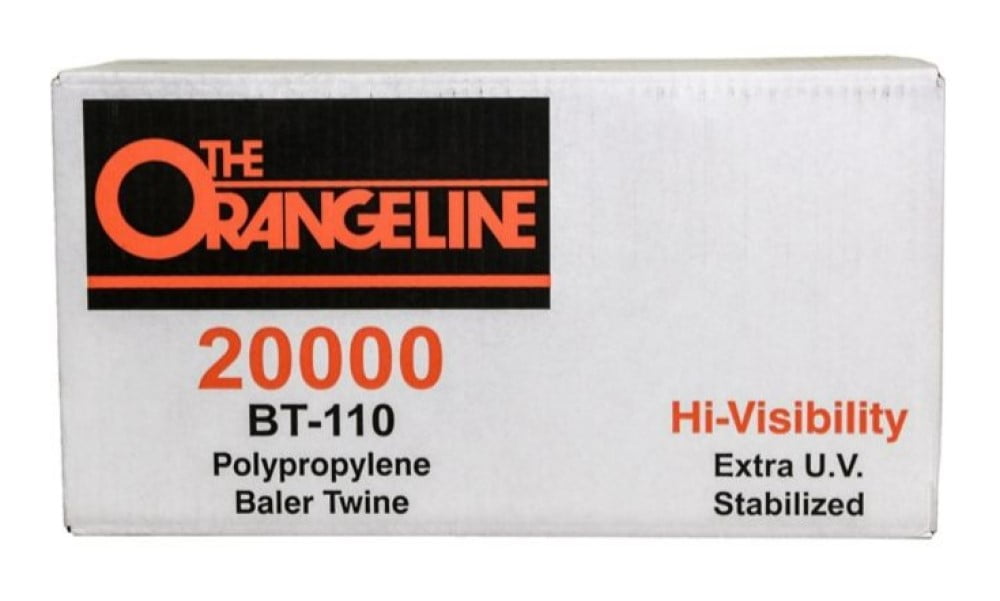 THE
ORANGELINE
20000
BT-110
Polypropylene
Baler Twine
Hi-Visibility
Extra U.V.
Stabilized